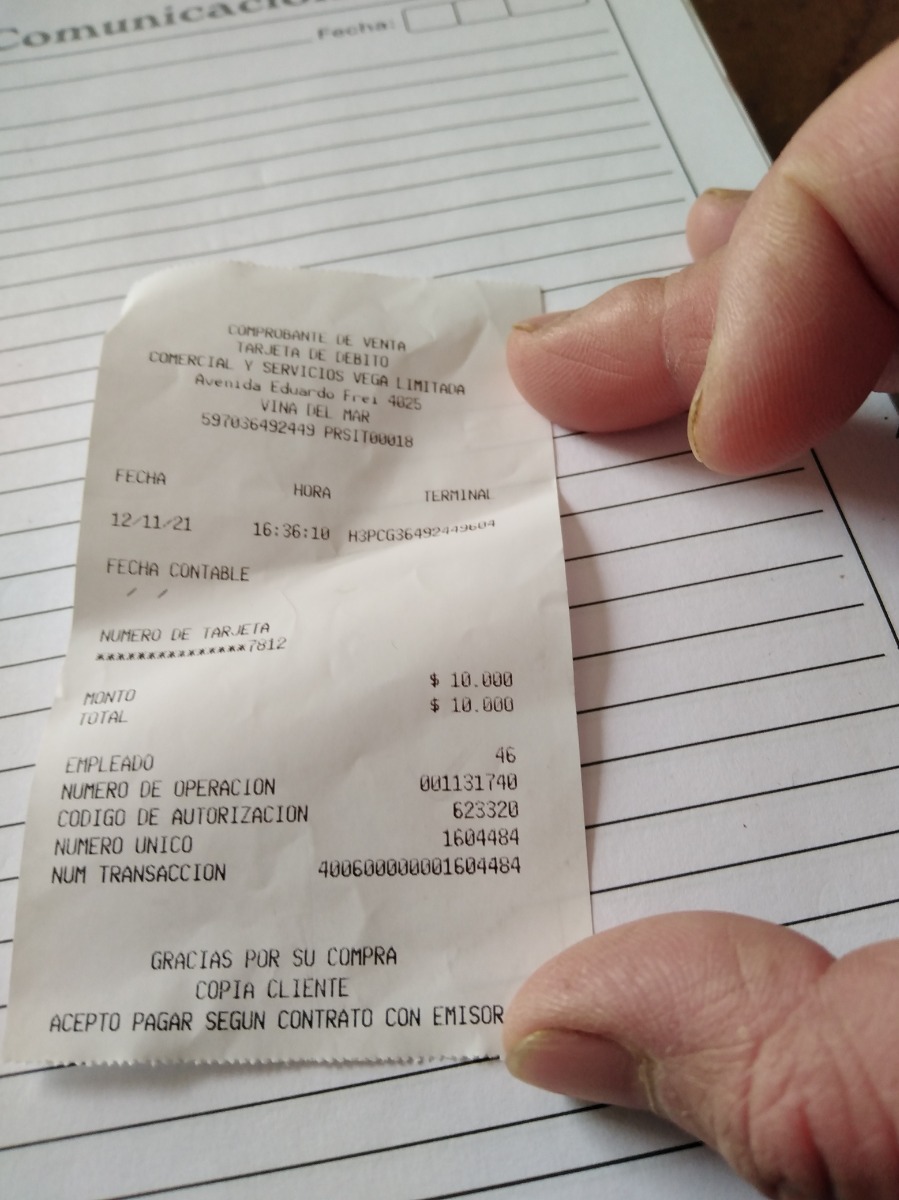 Comunicacion
Fecha:
COMPROBANTE DE VENTA
TARJETA DE DEBITO
COMERCIAL Y SERVICIOS VEGA LIMITADA
Avenida Eduardo Frei 4025
VINA DEL MAR
597036492449 PRSIT00018
FECHA HORA TERMINAL
12/11/21 16:36:10 H3PCG36492449604
FECHA CONTABLE
/ /
NUMERO DE TARJETA
***************7812
MONTO $ 10.000
TOTAL $ 10.000
EMPLEADO 46
NUMERO DE OPERACION 001131740
CODIGO DE AUTORIZACION 623320
NUMERO UNICO 1604484
NUM TRANSACCION 400600000001604484
GRACIAS POR SU COMPRA
COPIA CLIENTE
ACEPTO PAGAR SEGUN CONTRATO CON EMISOR